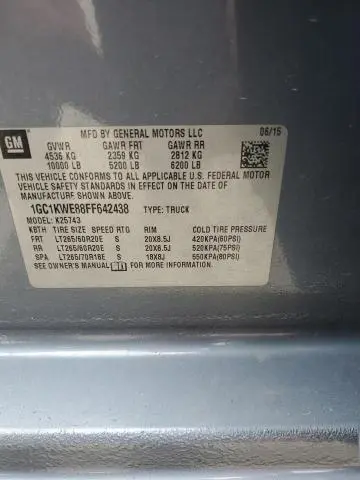 GM
MFD BY GENERAL MOTORS LLC 06/15
GVWR GAWR FRT GAWR RR
4536 KG 2359 KG 2812 KG
10000 LB 5200 LB 6200 LB
THIS VEHICLE CONFORMS TO ALL APPLICABLE U.S. FEDERAL MOTOR
VEHICLE SAFETY STANDARDS IN EFFECT ON THE DATE OF
MANUFACTURE SHOWN ABOVE.
1GC1KWE88FF642438 TYPE: TRUCK
MODEL: K25743
KBTH TIRE SIZE SPEED RTG RIM COLD TIRE PRESSURE
FRT LT265/60R20E S 20X8.5J 420KPA(60PSI)
RR LT265/60R20E S 20X8.5J 520KPA(75PSI)
SPA LT265/70R18E S 18X8J 550KPA(80PSI)
SEE OWNER'S MANUAL FOR MORE INFORMATION.